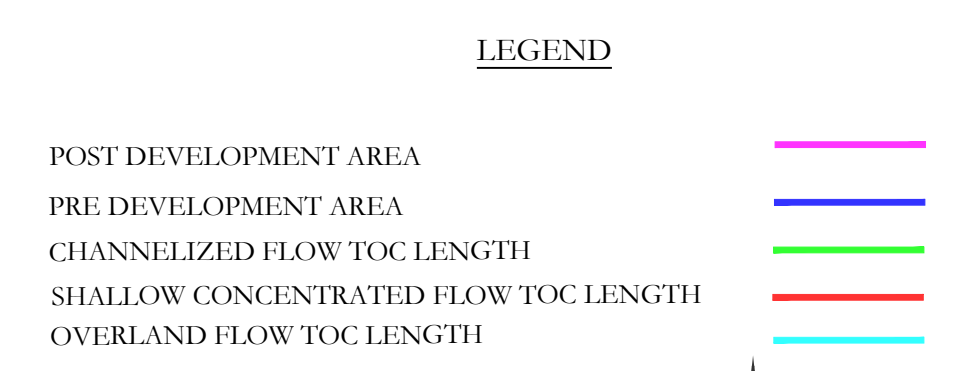 LEGEND
POST DEVELOPMENT AREA
PRE DEVELOPMENT AREA
CHANNELIZED FLOW TOC LENGTH
SHALLOW CONCENTRATED FLOW TOC LENGTH
OVERLAND FLOW TOC LENGTH